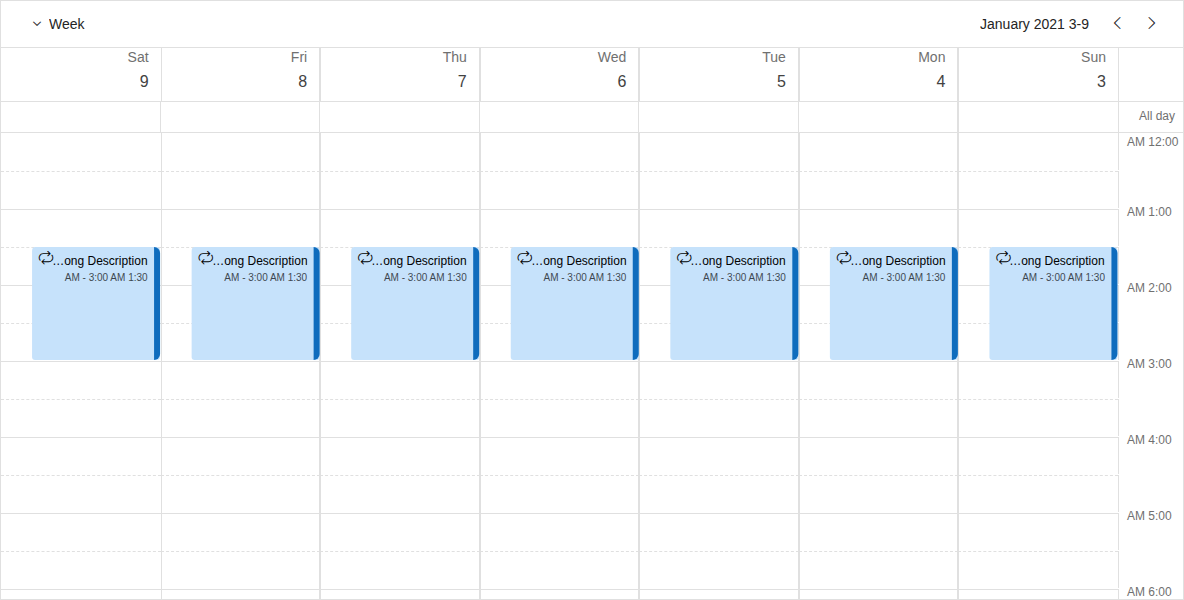 Week
January 2021 3-9
Sat
9
Fri
8
Thu
7
Wed
6
Tue
5
Mon
4
Sun
3
All day
AM 12:00
AM 1:00
…ong Description
AM - 3:00 AM 1:30
…ong Description
AM - 3:00 AM 1:30
…ong Description
AM - 3:00 AM 1:30
…ong Description
AM - 3:00 AM 1:30
…ong Description
AM - 3:00 AM 1:30
…ong Description
AM - 3:00 AM 1:30
…ong Description
AM - 3:00 AM 1:30
AM 2:00
AM 3:00
AM 4:00
AM 5:00
AM 6:00